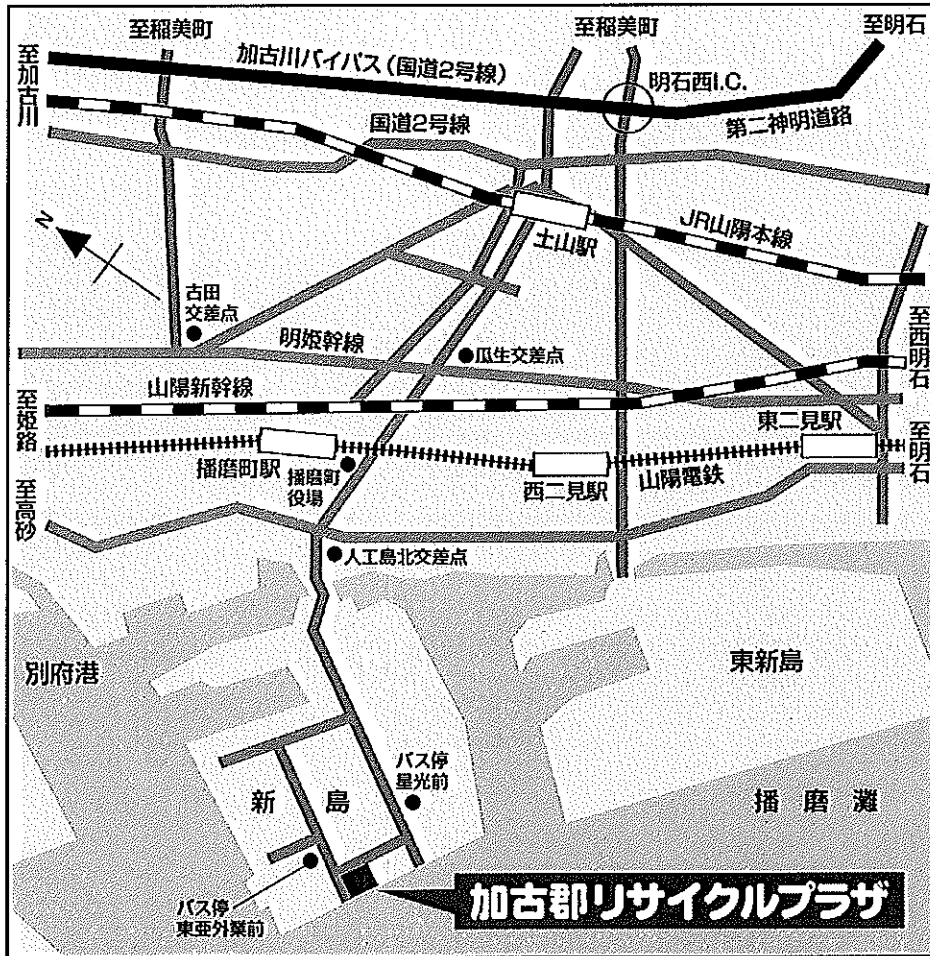 至稲美町
至稲美町
至明石
至加古川
加古川バイパス（国道2号線）
明石西I.C.
第二神明道路
国道2号線
JR山陽本線
土山駅
N
古田
交差点
明姫幹線
瓜生交差点
至西明石
山陽新幹線
至姫路
東二見駅
至明石
播磨町駅
播磨町
役場
西二見駅
山陽電鉄
至高砂
人工島北交差点
別府港
東新島
バス停
星光前
新島
播磨灘
バス停
東亜外業前
加古郡リサイクルプラザ